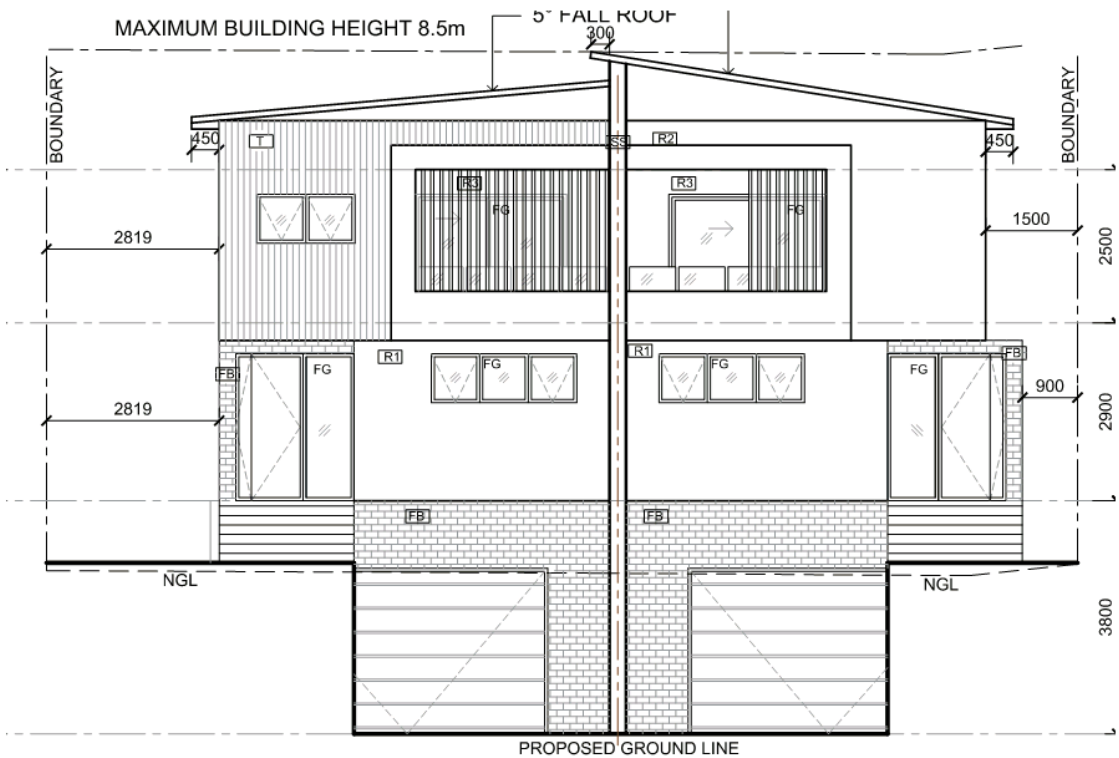 5° FALL ROOF
MAXIMUM BUILDING HEIGHT 8.5m
300
BOUNDARY
BOUNDARY
450
T
SS
R2
450
R3
R3
FG
FG
1500
2819
2500
R1
R1
FB
FG
FG
FG
FG
FB
900
2819
2900
FB
FB
NGL
NGL
3800
PROPOSED GROUND LINE